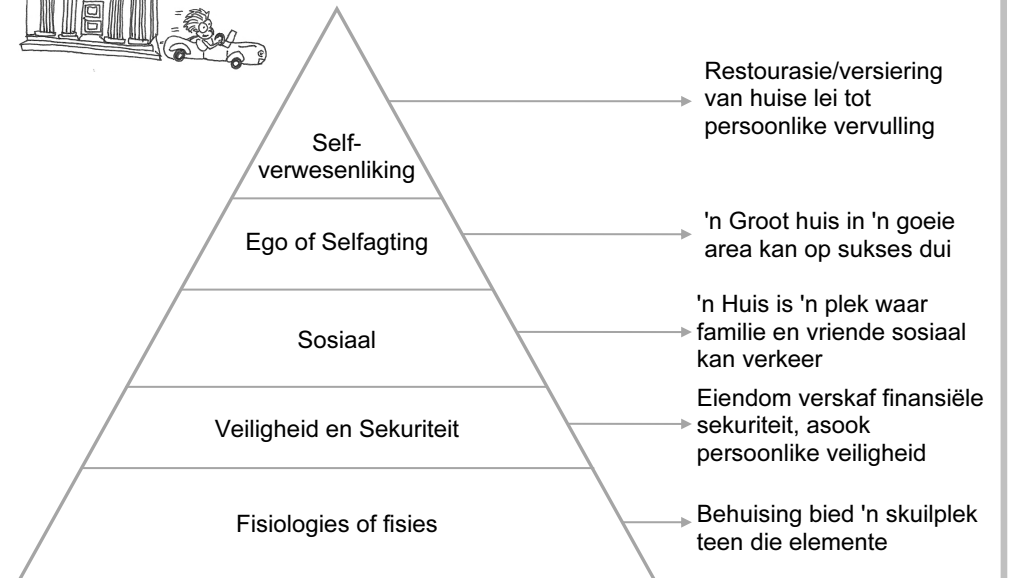 Restourasie/versiering
van huise lei tot
persoonlike vervulling
Self-
verwesenliking
'n Groot huis in 'n goeie
area kan op sukses dui
Ego of Selfagting
'n Huis is 'n plek waar
familie en vriende sosiaal
kan verkeer
Sosiaal
Eiendom verskaf finansiële
sekuriteit, asook
persoonlike veiligheid
Veiligheid en Sekuriteit
Behuising bied 'n skuilplek
teen die elemente
Fisiologies of fisies